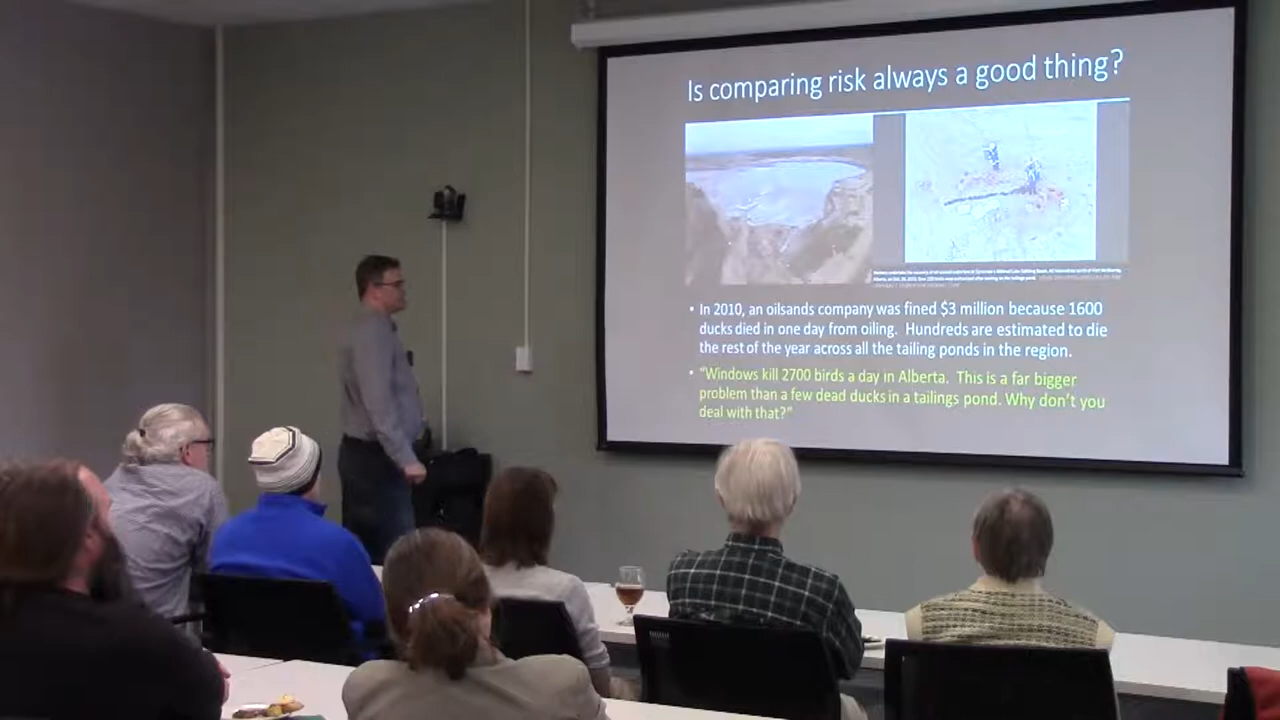 Is comparing risk always a good thing?
• In 2010, an oilsands company was fined $3 million because 1600
ducks died in one day from oiling. Hundreds are estimated to die
the rest of the year across all the tailing ponds in the region.
• "Windows kill 2700 birds a day in Alberta. This is a far bigger
problem than a few dead ducks in a tailings pond. Why don't you
deal with that?"